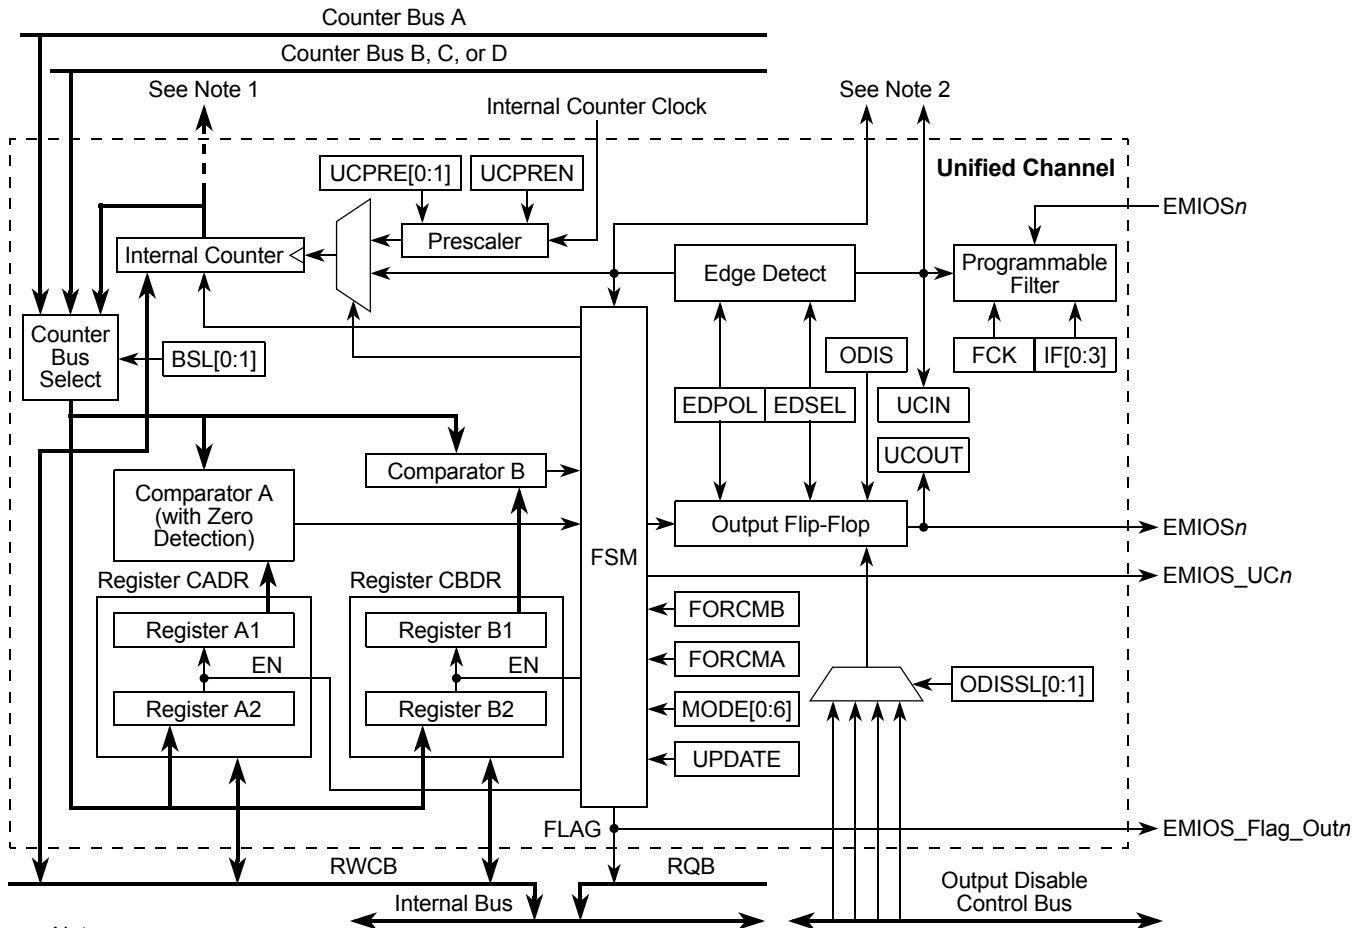 Counter Bus A
Counter Bus B, C, or D
See Note 1
Internal Counter Clock
See Note 2
Unified Channel
UCPRE[0:1]
UCPREN
EMIOSn
Internal Counter
Prescaler
Edge Detect
Programmable
Filter
Counter
Bus
Select
BSL[0:1]
ODIS
FCK
IF[0:3]
EDPOL
EDSEL
UCIN
UCOUT
Comparator B
Comparator A
(with Zero
Detection)
Output Flip-Flop
EMIOSn
FSM
EMIOS_UCn
Register CADR
Register CBDR
Register A1
Register B1
FORCMB
EN
EN
FORCMA
ODISSL[0:1]
Register A2
Register B2
MODE[0:6]
UPDATE
FLAG
EMIOS_Flag_Outn
RWCB
RQB
Internal Bus
Output Disable
Control Bus